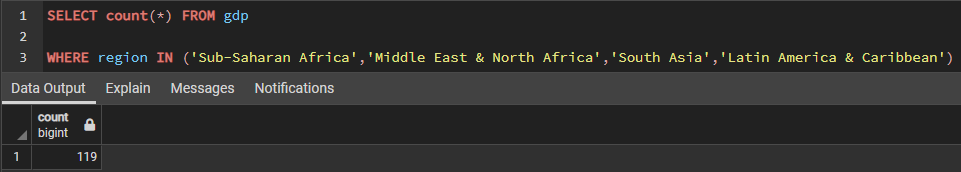 1 SELECT count(*) FROM gdp
2
3 WHERE region IN ('Sub-Saharan Africa','Middle East & North Africa','South Asia','Latin America & Caribbean')
Data Output Explain Messages Notifications
count
bigint
1 119